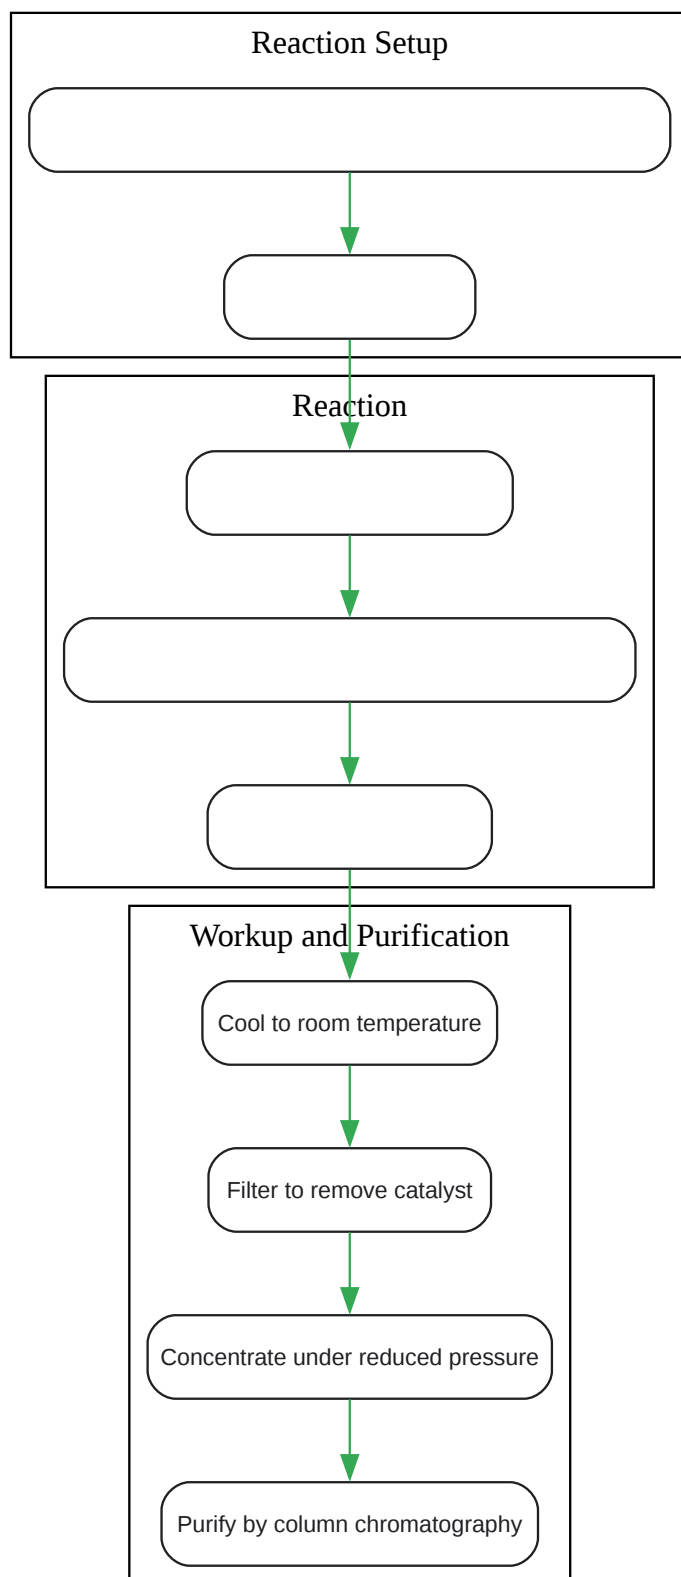 Reaction Setup
Reaction
Workup and Purification
Cool to room temperature
Filter to remove catalyst
Concentrate under reduced pressure
Purify by column chromatography